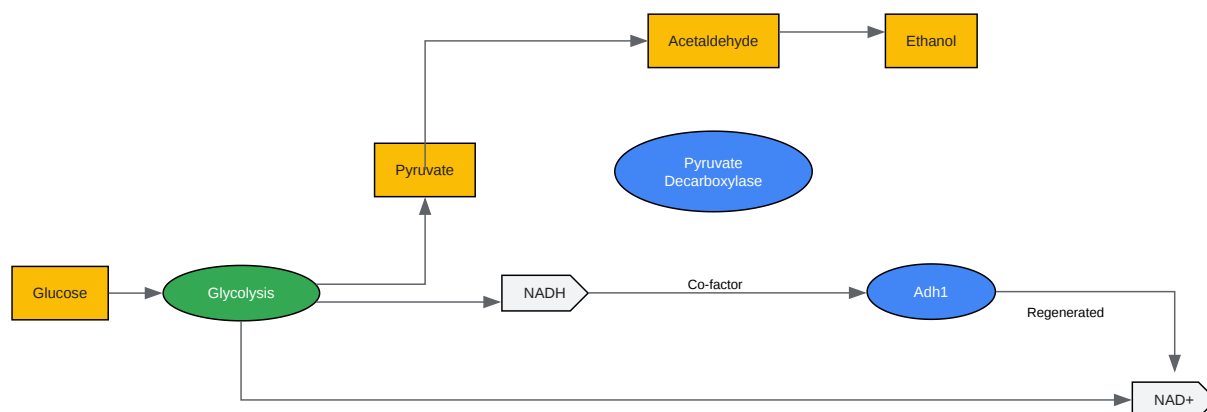 Acetaldehyde
Ethanol
Pyruvate
Pyruvate
Decarboxylase
Glucose
Glycolysis
NADH
Co-factor
Adh1
Regenerated
NAD+